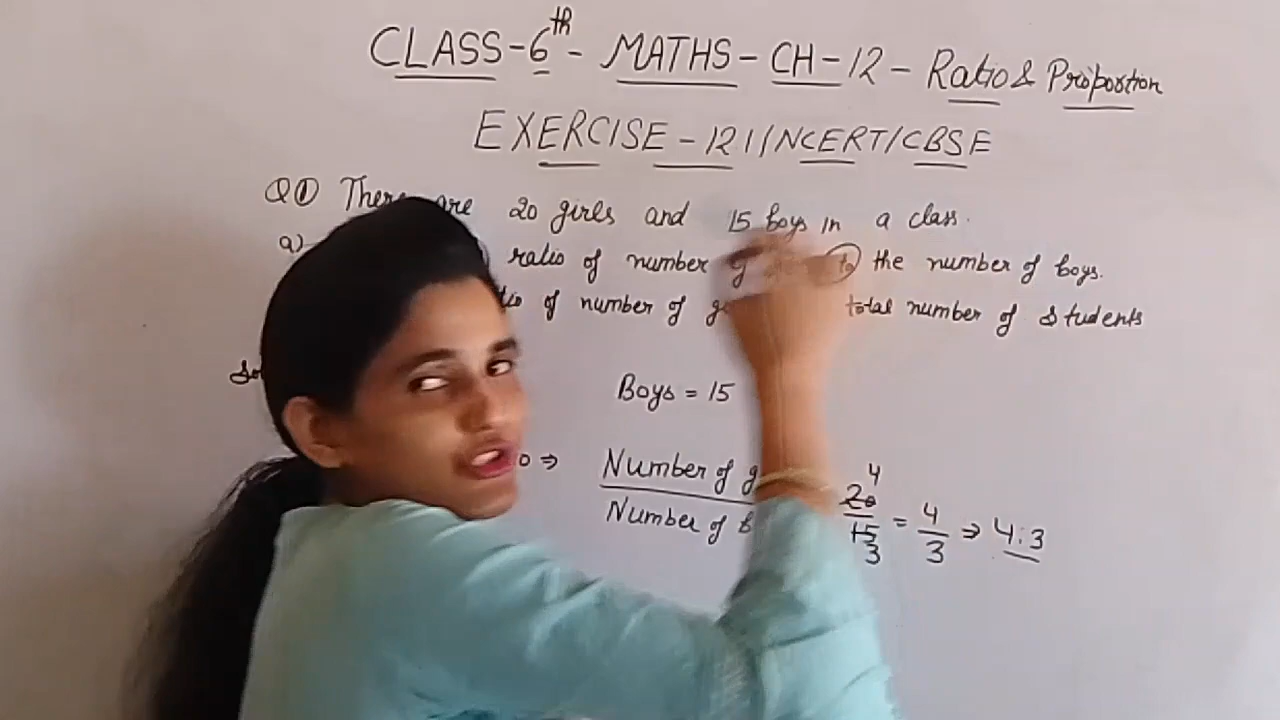 CLASS-6th- MATHS- CH-12- Ratio & Proportion
EXERCISE-12.1/NCERT/CBSE
Q① There are 20 girls and 15 boys in a class.
a) ratio of number of to the number of boys.
of number of total number of students
Boys = 15
⇒ Number of / Number of 20/15 4 3 = 4/3 ⇒ 4:3